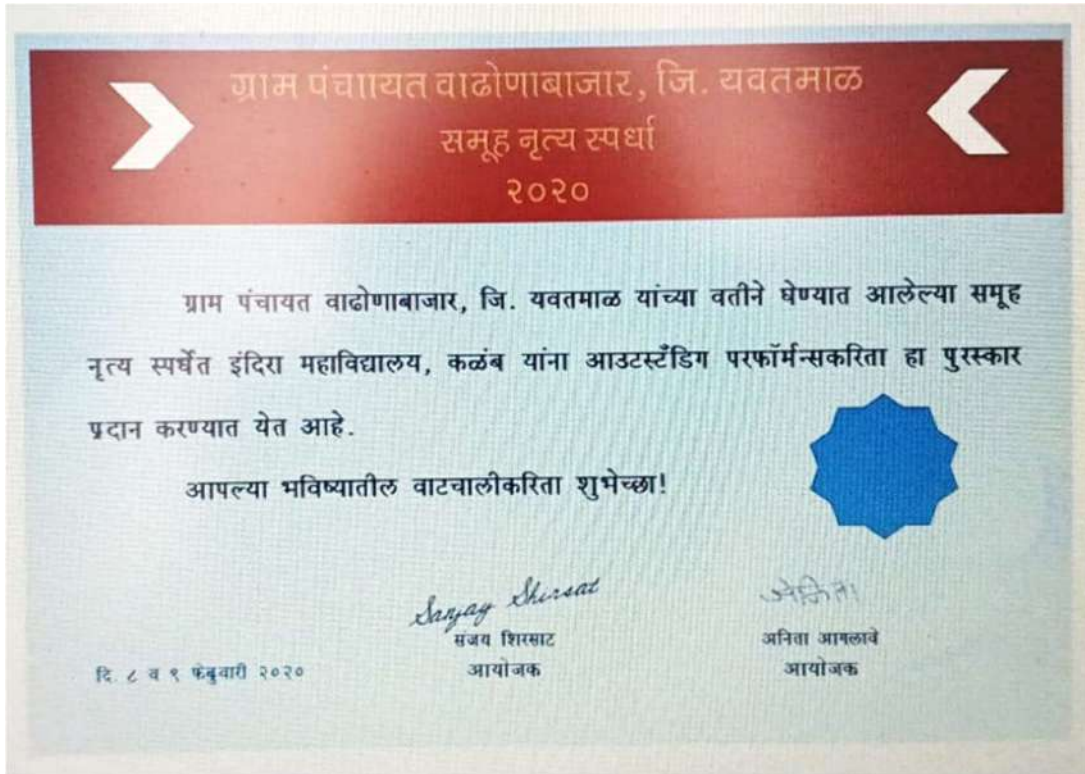 ग्राम पंचाायत वाढोणाबाजार, जि. यवतमाळ
समूह नृत्य स्पर्धा
२०२०
ग्राम पंचायत वाढोणाबाजार, जि. यवतमाळ यांच्या वतीने घेण्यात आलेल्या समूह
नृत्य स्पर्धेत इंदिरा महाविद्यालय, कळंब यांना आउटस्टँडिग परफॉर्मन्सकरिता हा पुरस्कार
प्रदान करण्यात येत आहे.
आपल्या भविष्यातील वाटचालीकरिता शुभेच्छा!
Sanjay Shirsat
संजय शिरसाट
आयोजक
अनिता आगलावे
आयोजक
दि. ८ व ९ फेब्रुवारी २०२०